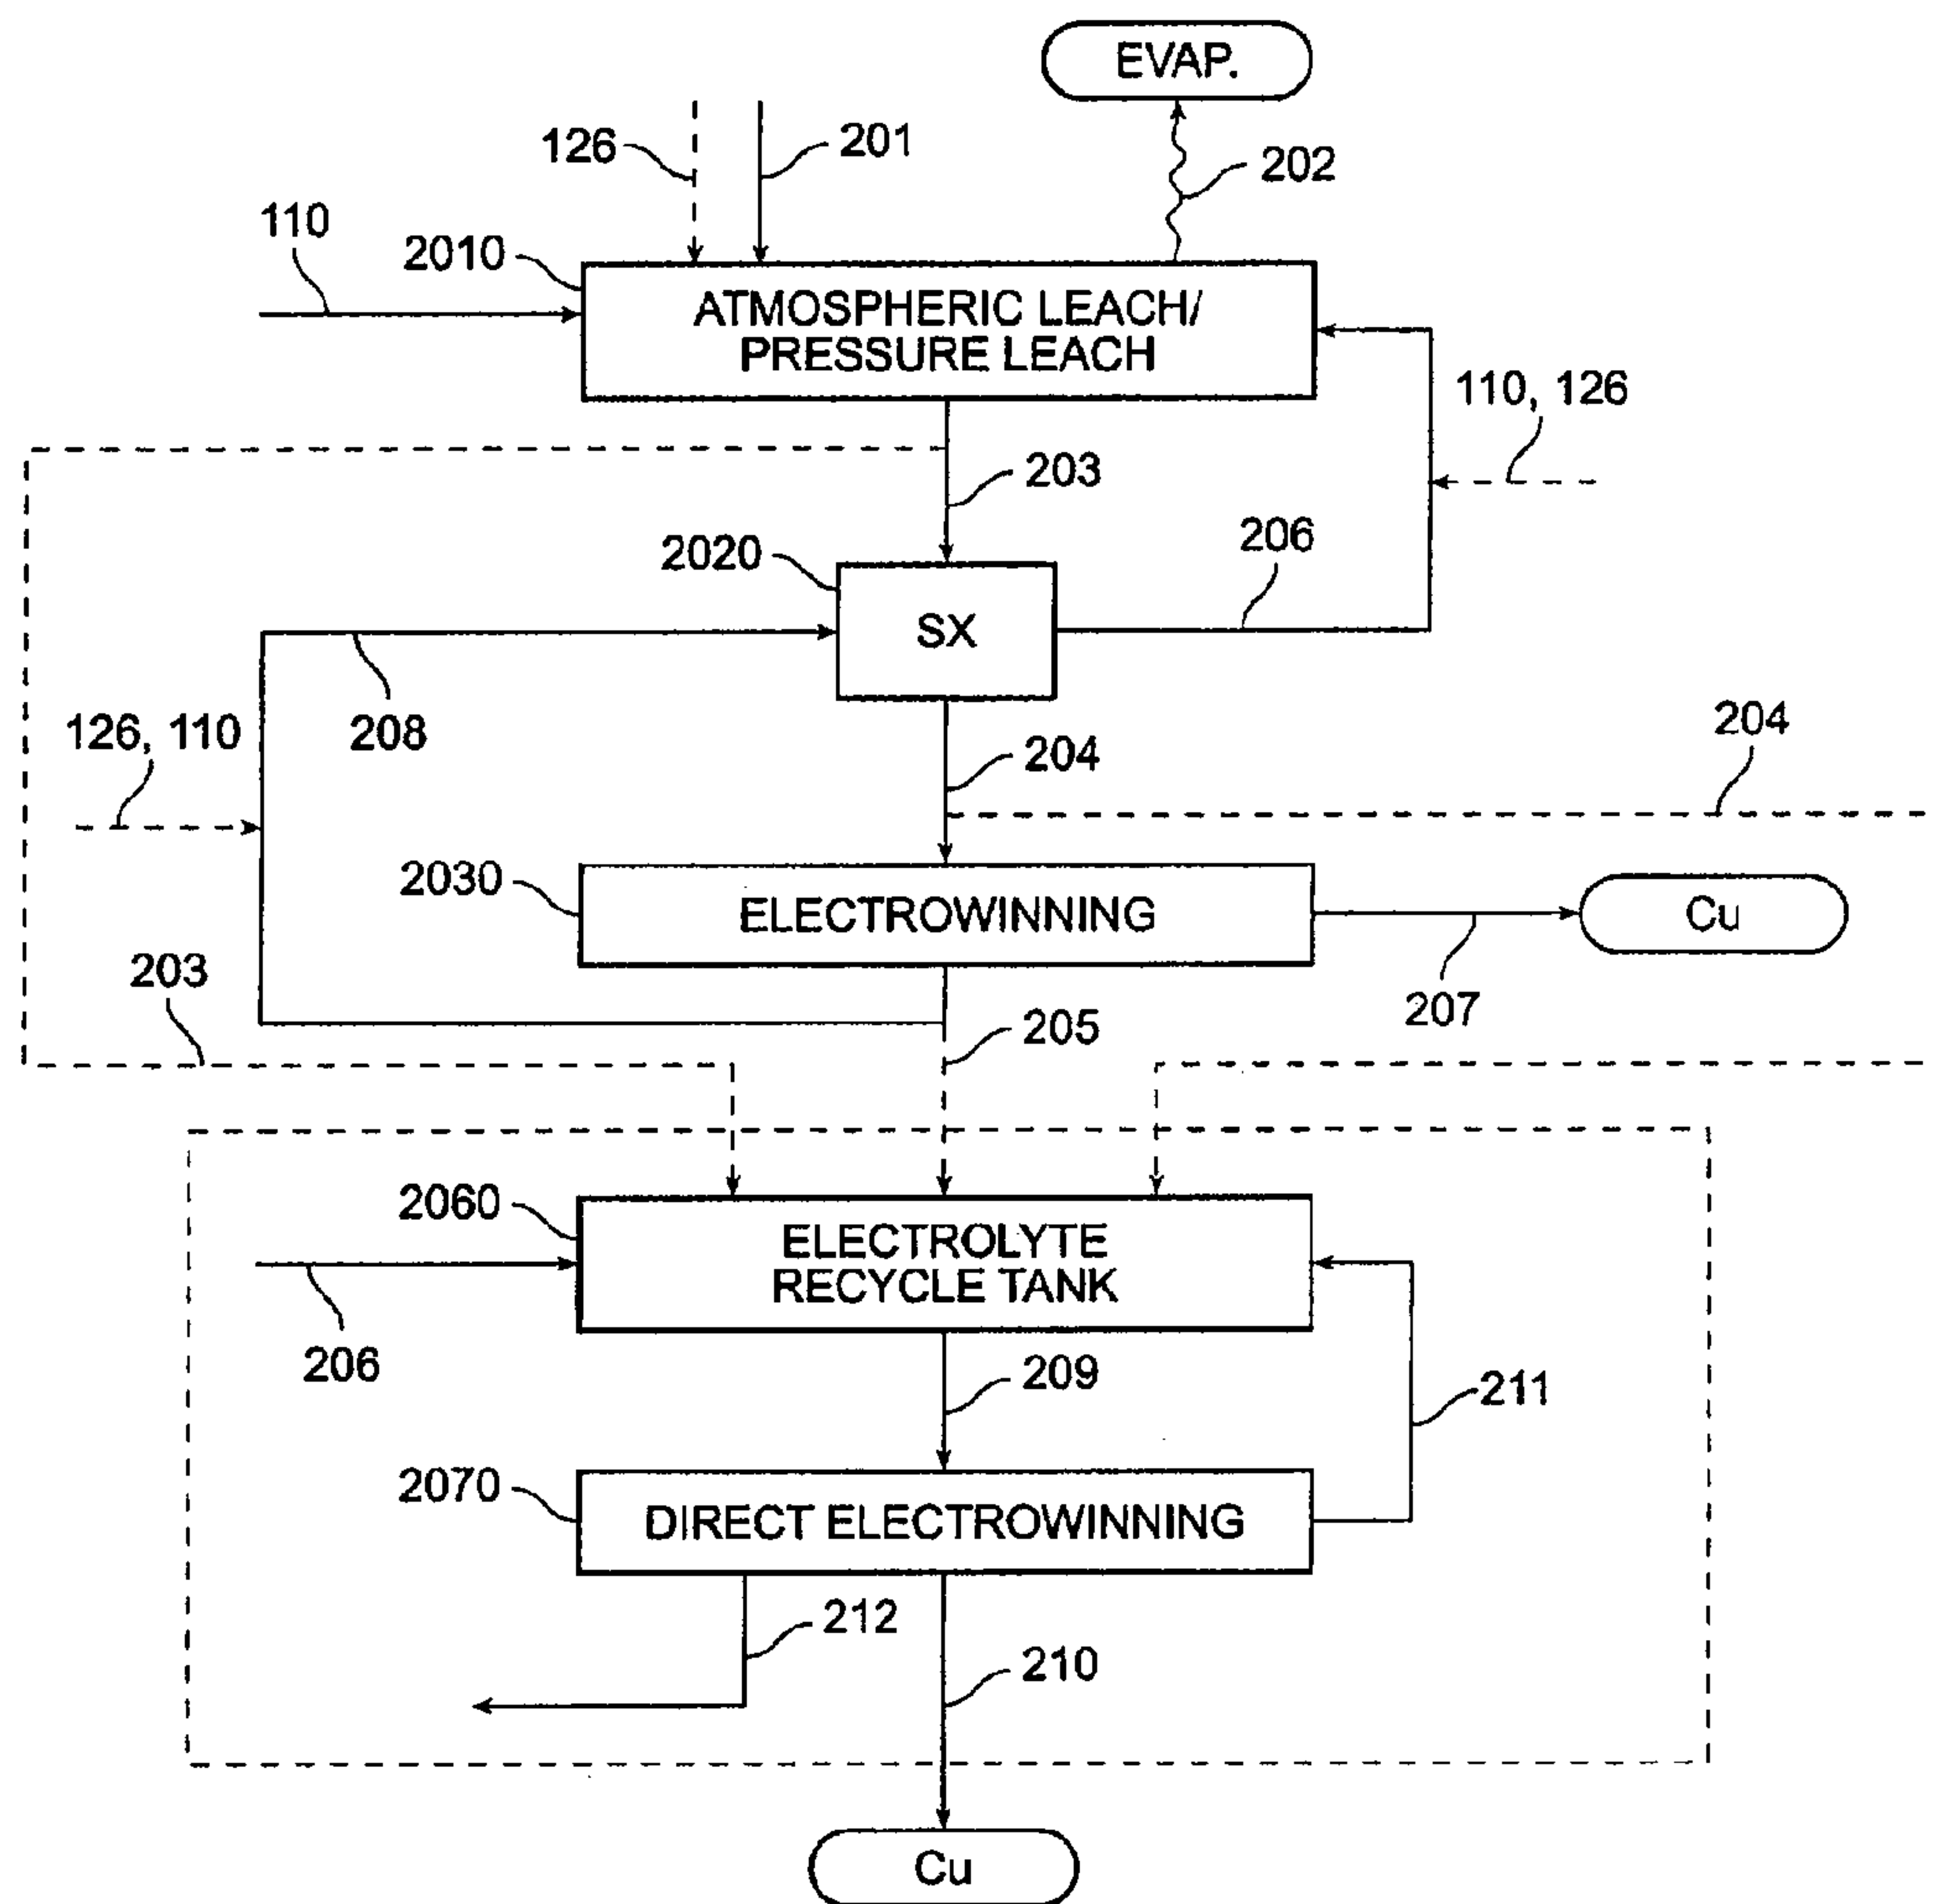 EVAP.
126
201
202
110
2010
ATMOSPHERIC LEACH/
PRESSURE LEACH
110, 126
203
2020
206
SX
208
126, 110
204
204
2030
ELECTROWINNING
Cu
203
207
205
2060
ELECTROLYTE
RECYCLE TANK
206
209
211
2070
DIRECT ELECTROWINNING
212
210
Cu